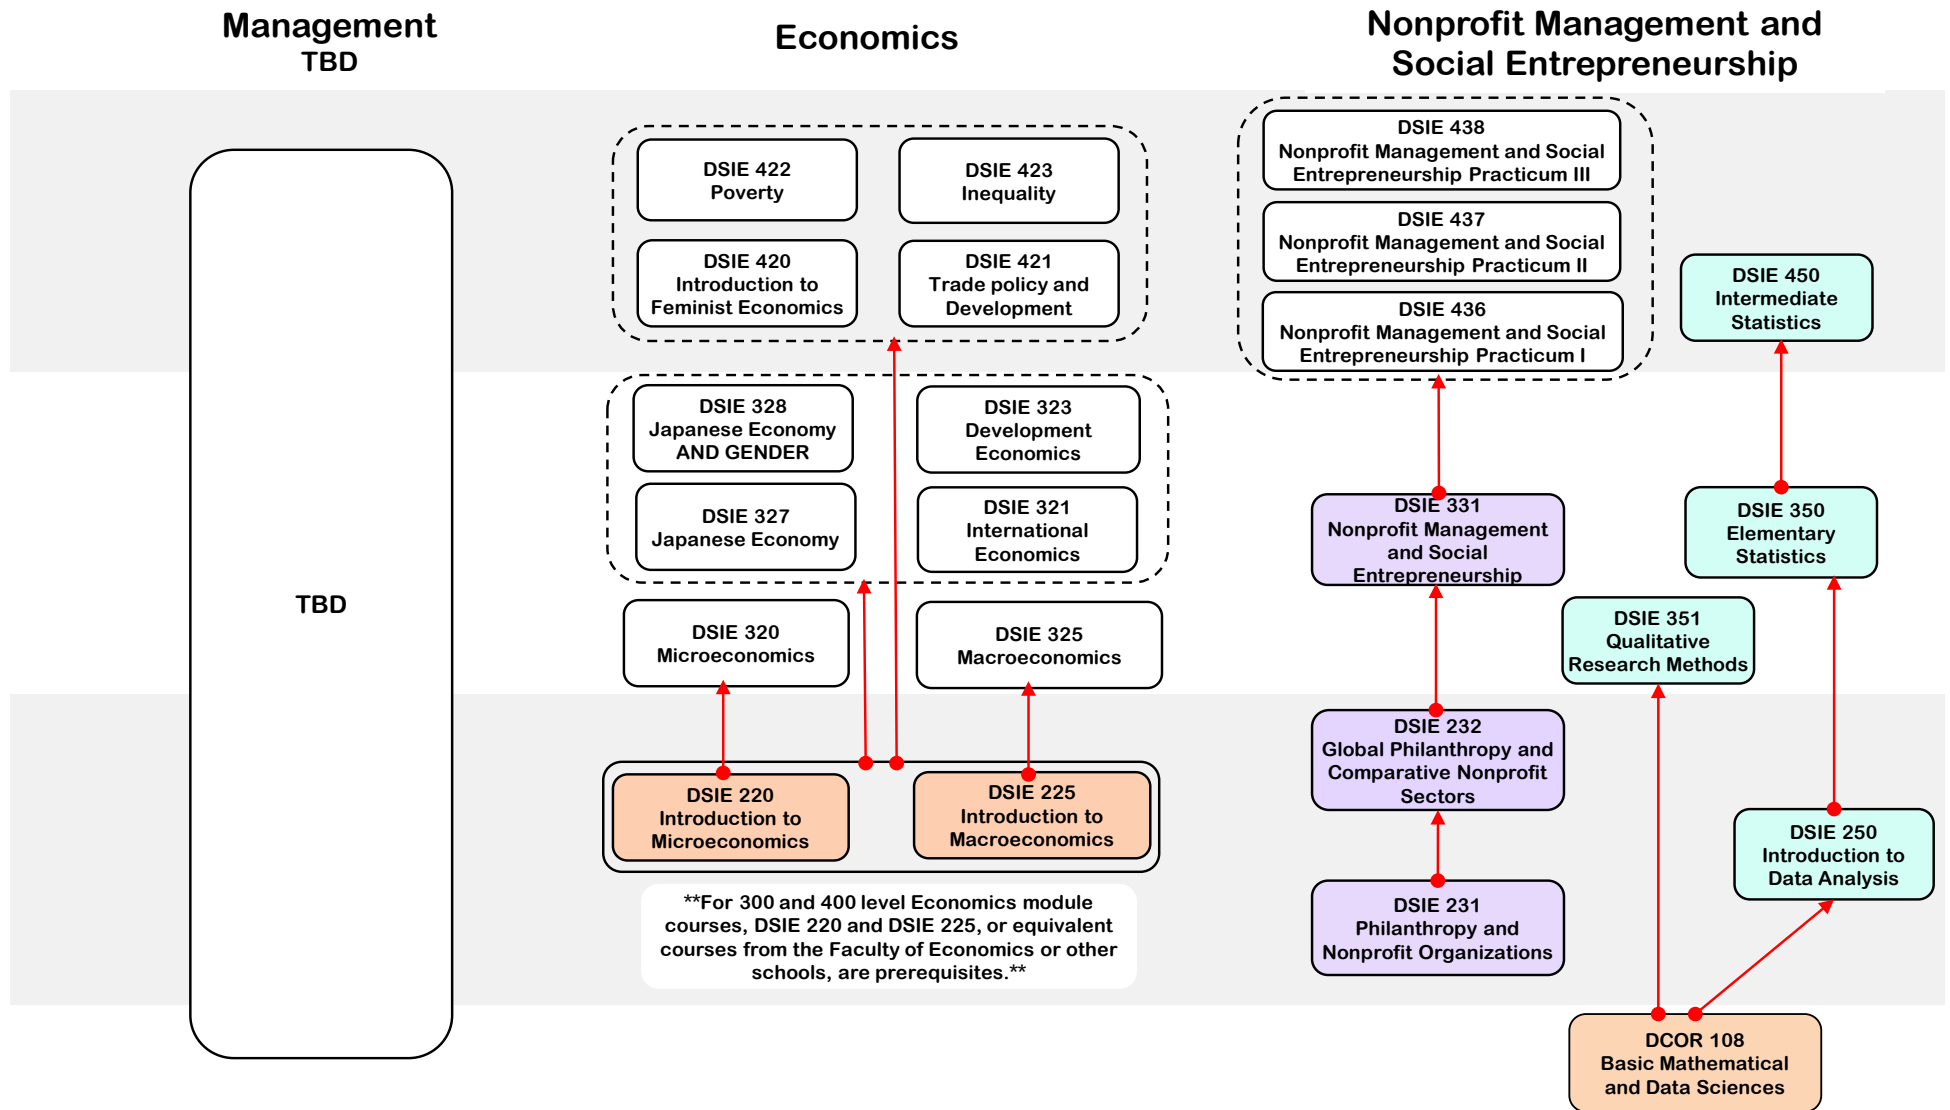 Management
TBD
Economics
Nonprofit Management and
Social Entrepreneurship
TBD
DSIE 422
Poverty
DSIE 423
Inequality
DSIE 420
Introduction to
Feminist Economics
DSIE 421
Trade policy and
Development
DSIE 328
Japanese Economy
AND GENDER
DSIE 323
Development
Economics
DSIE 327
Japanese Economy
DSIE 321
International
Economics
DSIE 320
Microeconomics
DSIE 325
Macroeconomics
DSIE 220
Introduction to
Microeconomics
DSIE 225
Introduction to
Macroeconomics
**For 300 and 400 level Economics module
courses, DSIE 220 and DSIE 225, or equivalent
courses from the Faculty of Economics or other
schools, are prerequisites.**
DSIE 438
Nonprofit Management and Social
Entrepreneurship Practicum III
DSIE 437
Nonprofit Management and Social
Entrepreneurship Practicum II
DSIE 436
Nonprofit Management and Social
Entrepreneurship Practicum I
DSIE 450
Intermediate
Statistics
DSIE 331
Nonprofit Management
and Social
Entrepreneurship
DSIE 350
Elementary
Statistics
DSIE 351
Qualitative
Research Methods
DSIE 232
Global Philanthropy and
Comparative Nonprofit
Sectors
DSIE 250
Introduction to
Data Analysis
DSIE 231
Philanthropy and
Nonprofit Organizations
DCOR 108
Basic Mathematical
and Data Sciences